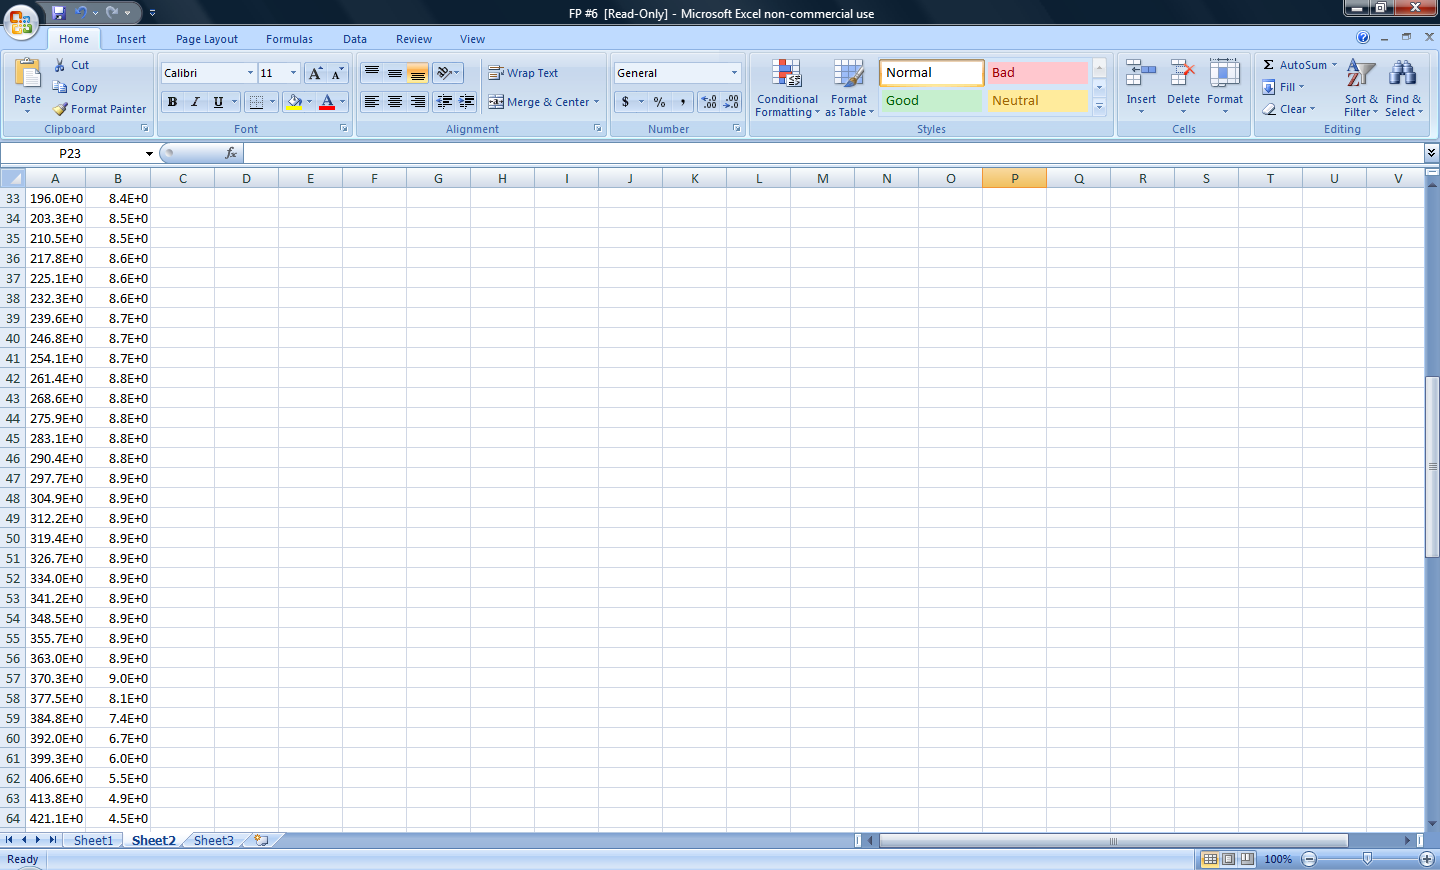 FP #6 [Read-Only] - Microsoft Excel non-commercial use
Home Insert Page Layout Formulas Data Review View
Paste
Cut
Copy
Format Painter
Clipboard
Calibri 11
B I U A
Font
Wrap Text
Merge & Center
Alignment
General
$ % ,
Number
Conditional Formatting
Format as Table
Normal Bad
Good Neutral
Styles
Insert Delete Format
Cells
Σ AutoSum
Fill
Clear
Sort & Filter
Find & Select
Editing
P23 fx
A B C D E F G H I J K L M N O P Q R S T U V
33 196.0E+0 8.4E+0
34 203.3E+0 8.5E+0
35 210.5E+0 8.5E+0
36 217.8E+0 8.6E+0
37 225.1E+0 8.6E+0
38 232.3E+0 8.6E+0
39 239.6E+0 8.7E+0
40 246.8E+0 8.7E+0
41 254.1E+0 8.7E+0
42 261.4E+0 8.8E+0
43 268.6E+0 8.8E+0
44 275.9E+0 8.8E+0
45 283.1E+0 8.8E+0
46 290.4E+0 8.8E+0
47 297.7E+0 8.9E+0
48 304.9E+0 8.9E+0
49 312.2E+0 8.9E+0
50 319.4E+0 8.9E+0
51 326.7E+0 8.9E+0
52 334.0E+0 8.9E+0
53 341.2E+0 8.9E+0
54 348.5E+0 8.9E+0
55 355.7E+0 8.9E+0
56 363.0E+0 8.9E+0
57 370.3E+0 9.0E+0
58 377.5E+0 8.1E+0
59 384.8E+0 7.4E+0
60 392.0E+0 6.7E+0
61 399.3E+0 6.0E+0
62 406.6E+0 5.5E+0
63 413.8E+0 4.9E+0
64 421.1E+0 4.5E+0
Sheet1 Sheet2 Sheet3
Ready 100%